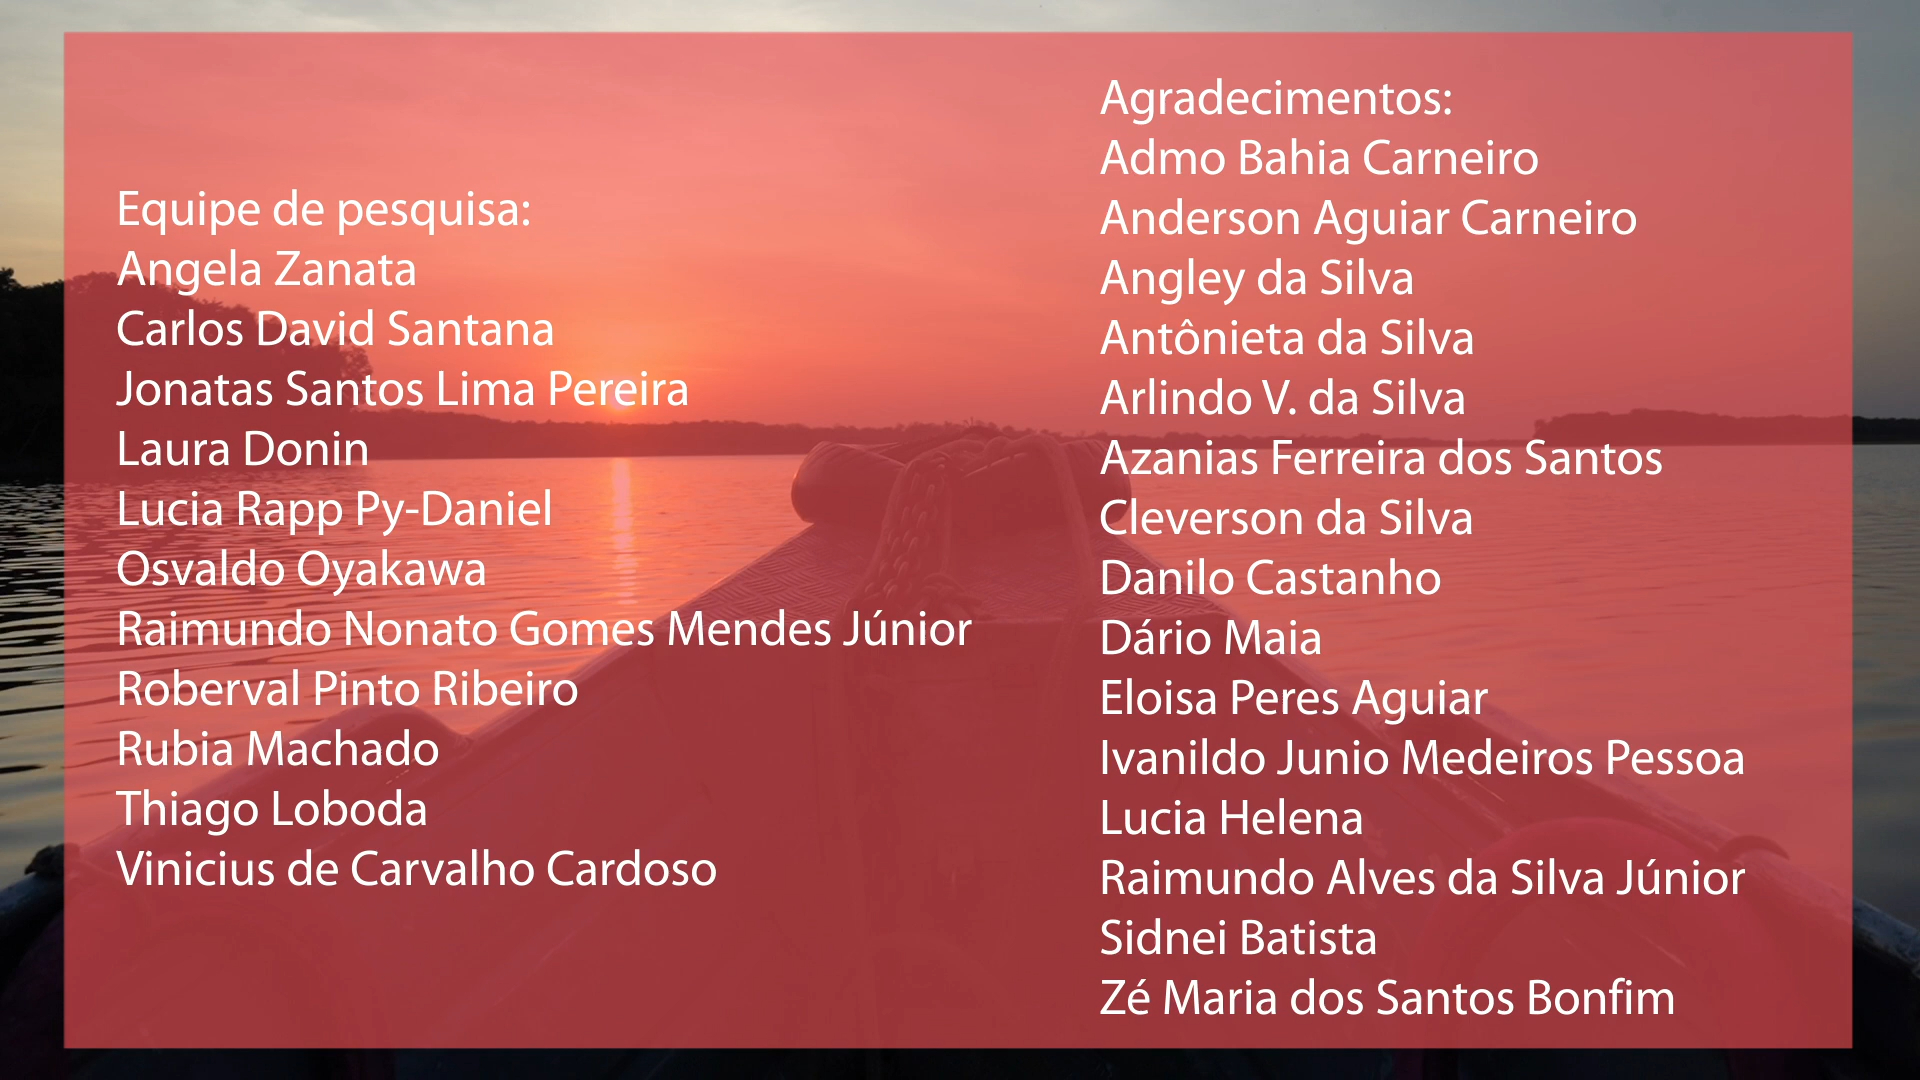 Equipe de pesquisa:
Angela Zanata
Carlos David Santana
Jonatas Santos Lima Pereira
Laura Donin
Lucia Rapp Py-Daniel
Osvaldo Oyakawa
Raimundo Nonato Gomes Mendes Júnior
Roberval Pinto Ribeiro
Rubia Machado
Thiago Loboda
Vinicius de Carvalho Cardoso
Agradecimentos:
Admo Bahia Carneiro
Anderson Aguiar Carneiro
Angley da Silva
Antônieta da Silva
Arlindo V. da Silva
Azanias Ferreira dos Santos
Cleverson da Silva
Danilo Castanho
Dário Maia
Eloisa Peres Aguiar
Ivanildo Junio Medeiros Pessoa
Lucia Helena
Raimundo Alves da Silva Júnior
Sidnei Batista
Zé Maria dos Santos Bonfim